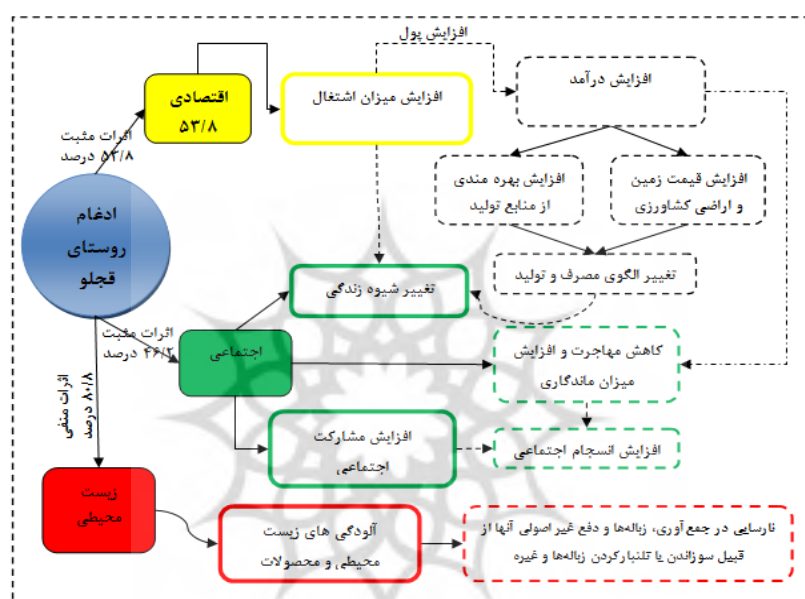 افزایش پول
اقتصادی
۵۳/۸
افزایش میزان اشتغال
افزایش درآمد
اثرات مثبت
۵۳/۸ درصد
افزایش بهره مندی
از منابع تولید
افزایش قیمت زمین
و اراضی کشاورزی
ادغام
روستای
قجلو
تغییر شیوه زندگی
تغییر الگوی مصرف و تولید
اثرات مثبت
۴۶/۲ درصد
اجتماعی
کاهش مهاجرت و افزایش
میزان ماندگاری
اثرات منفی
۸۰/۸ درصد
افزایش مشارکت
اجتماعی
افزایش انسجام اجتماعی
زیست
محیطی
آلودگی های زیست
محیطی و محصولات
نارسایی در جمع‌آوری، زباله‌ها و دفع غیر اصولی آنها از
قبیل سوزاندن یا تلنبارکردن زباله‌ها و غیره